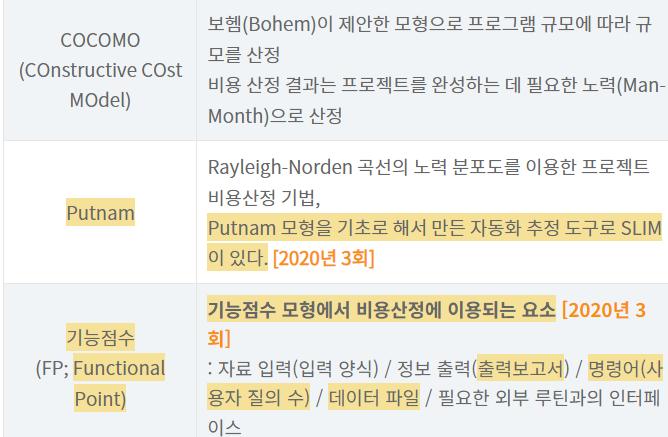 COCOMO
(COnstructive COst
MOdel)
보헴(Bohem)이 제안한 모형으로 프로그램 규모에 따라 규
모를 산정
비용 산정 결과는 프로젝트를 완성하는 데 필요한 노력(Man-
Month)으로 산정
Putnam
Rayleigh-Norden 곡선의 노력 분포도를 이용한 프로젝트
비용산정 기법,
Putnam 모형을 기초로 해서 만든 자동화 추정 도구로 SLIM
이 있다. [2020년 3회]
기능점수
(FP; Functional
Point)
기능점수 모형에서 비용산정에 이용되는 요소 [2020년 3
회]
: 자료 입력(입력 양식) / 정보 출력(출력보고서) / 명령어(사
용자 질의 수) / 데이터 파일 / 필요한 외부 루틴과의 인터페
이스